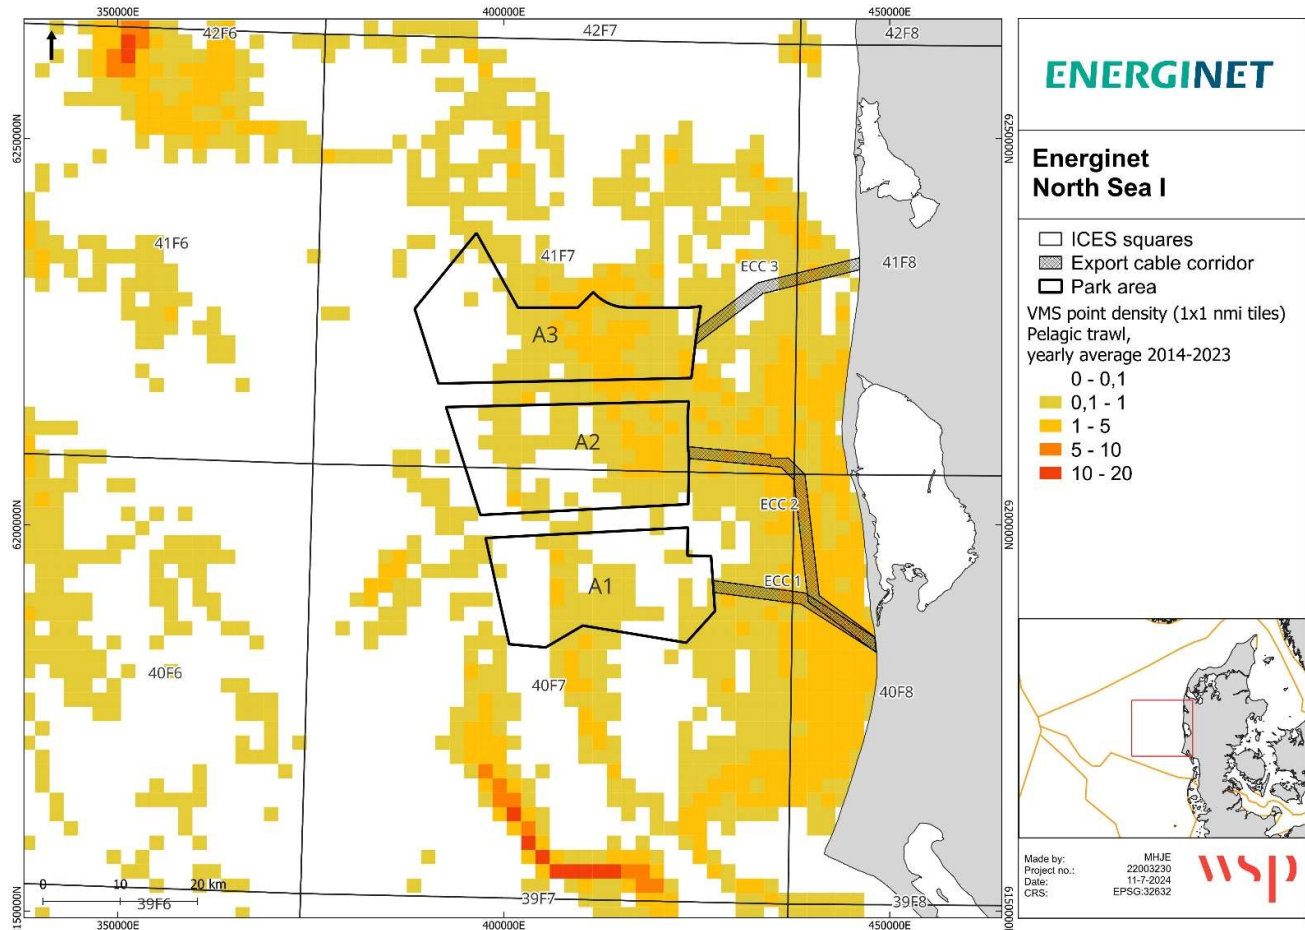 350000E
400000E
450000E
42F6
42F7
42F8
6250000N
6250000N
41F6
41F7
41F8
ECC 3
A3
A2
6200000N
6200000N
ECC 2
A1
ECC 1
40F6
40F7
40F8
0 10 20 km
39F6
39F7
39F8
1500000N
6150000N
350000E
400000E
450000E
ENERGINET
Energinet
North Sea I
ICES squares
Export cable corridor
Park area
VMS point density (1x1 nmi tiles)
Pelagic trawl,
yearly average 2014-2023
0 - 0,1
0,1 - 1
1 - 5
5 - 10
10 - 20
Made by: MHJE
Project no.: 22003230
Date: 11-7-2024
CRS: EPSG:32632
wsp